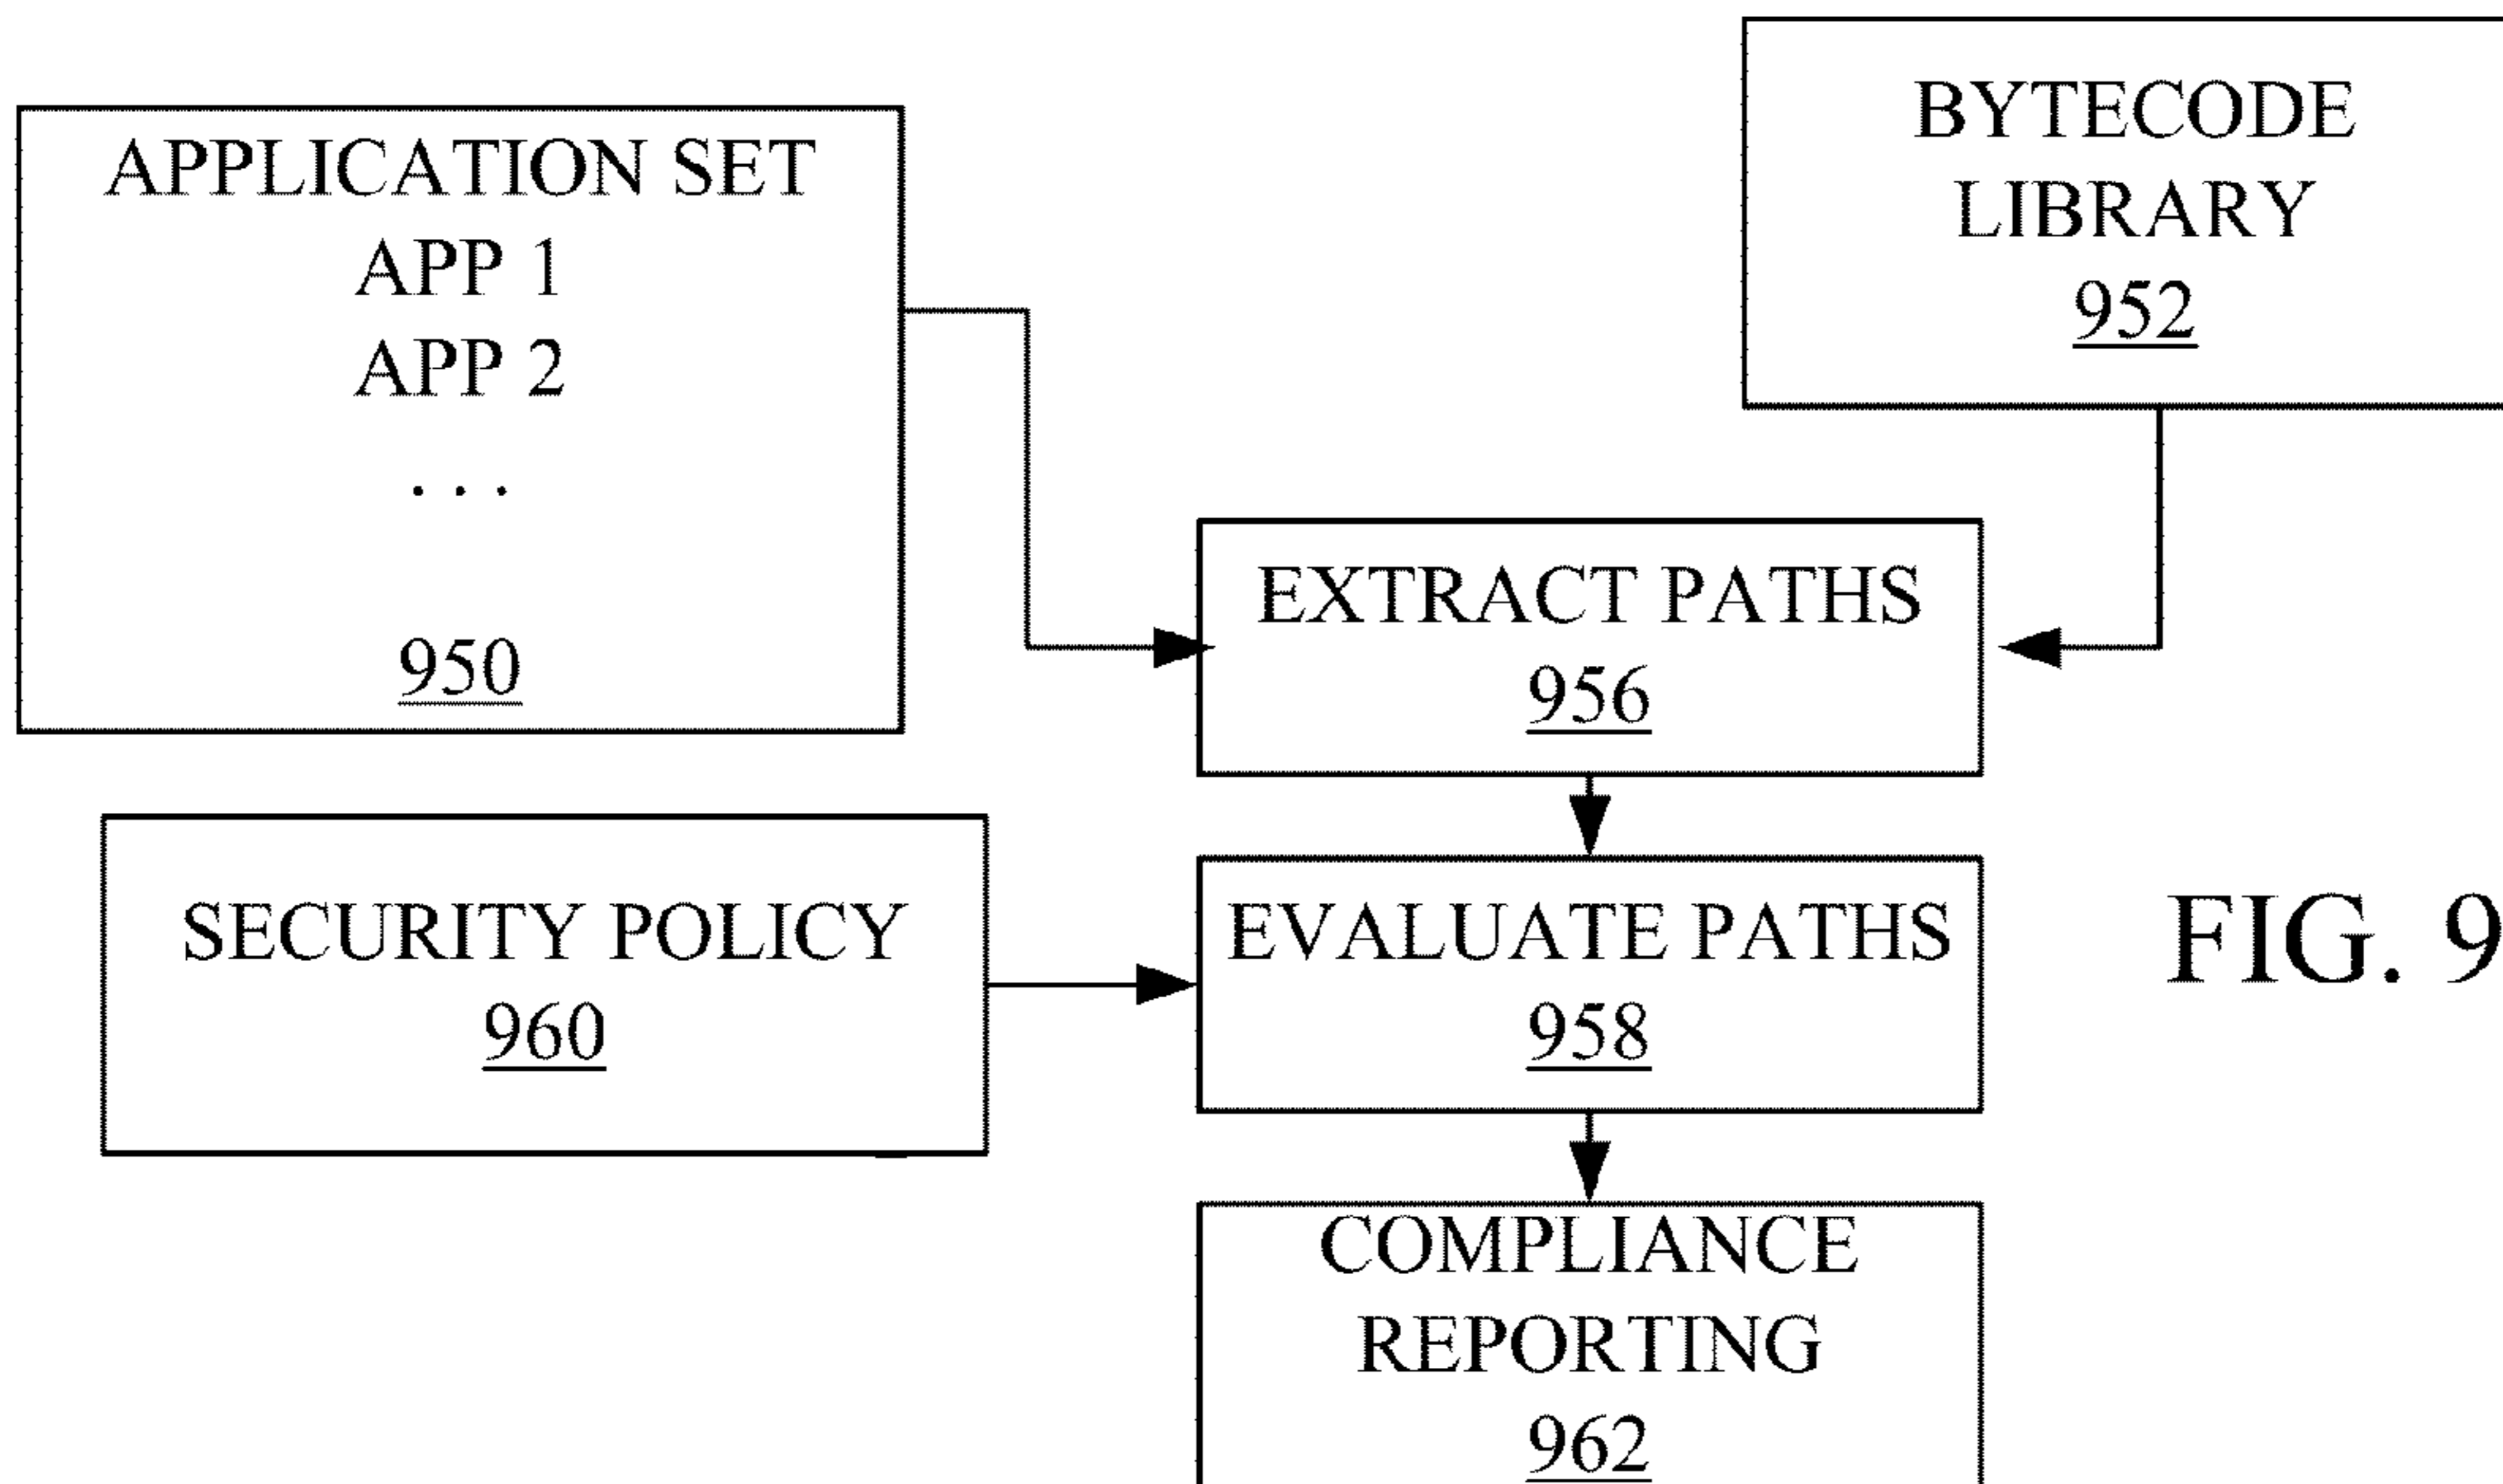 APPLICATION SET
APP 1
APP 2
. . .
950
BYTECODE
LIBRARY
952
EXTRACT PATHS
956
SECURITY POLICY
960
EVALUATE PATHS
958
FIG. 9
COMPLIANCE
REPORTING
962